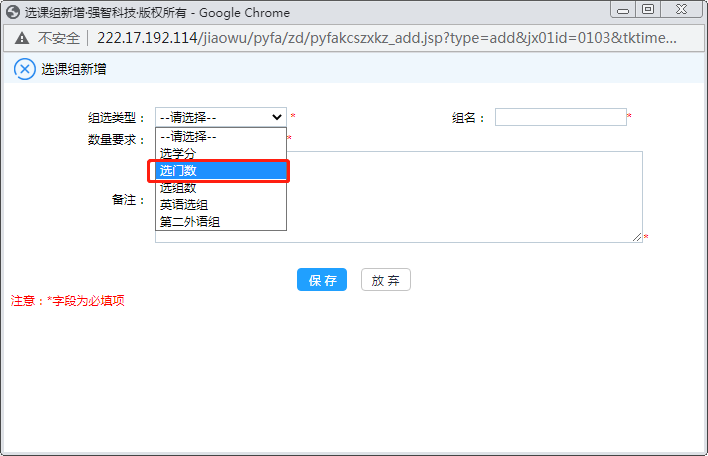 选课组新增·强智科技·版权所有 - Google Chrome
不安全 222.17.192.114/jiaowu/pyfa/zd/pyfakcszxkz_add.jsp?type=add&jx01id=0103&tktime...
选课组新增
组选类型： --请选择-- * 组名： *
--请选择--
数量要求： *
选学分
选门数
选组数
备注：
英语选组
第二外语组
*
保存 放弃
注意：*字段为必填项